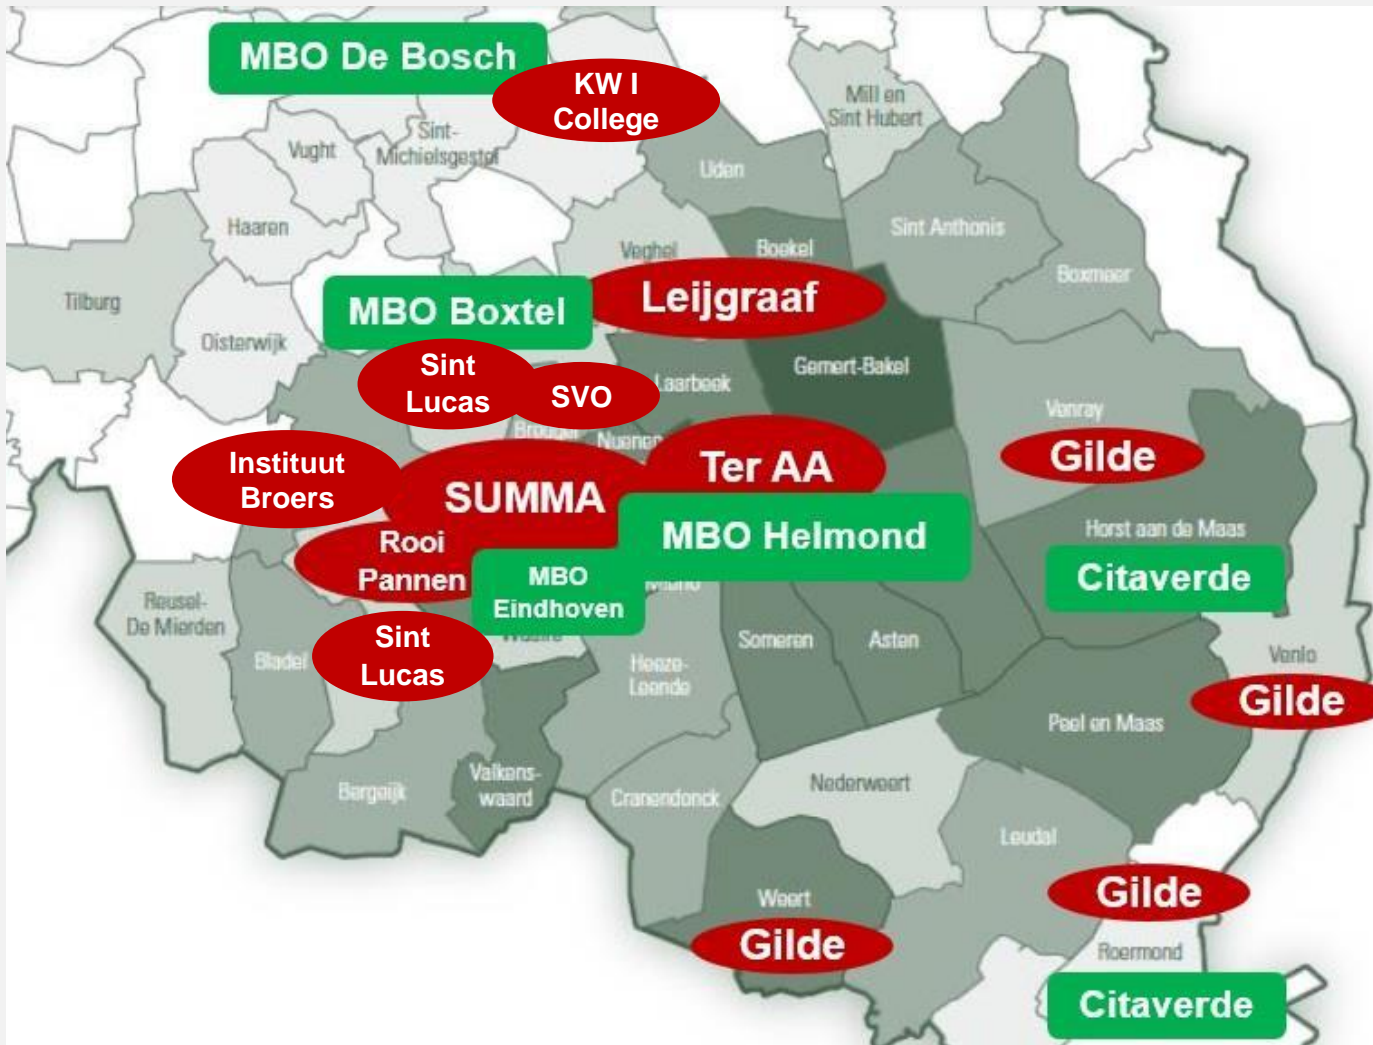 MBO De Bosch
KW I
College
Mill en
Sint Hubert
Sint-
Michielsgestel
Vught
Uden
Haaren
Sint Anthonis
Veghel
Boekel
Boxmeer
Tilburg
Leijgraaf
MBO Boxtel
Oisterwijk
Sint
Lucas
SVO
Laarbeek
Gemert-Bakel
Venray
Gilde
Nuenen
Instituut
Broers
SUMMA
Ter AA
MBO Helmond
Horst aan de Maas
Citaverde
Rooi
Pannen
MBO
Eindhoven
Reusel-
De Mierden
Sint
Lucas
Bladel
Heeze-
Leende
Someren
Asten
Venlo
Gilde
Peel en Maas
Bergeijk
Valkens-
waard
Cranendonck
Nederweert
Leudal
Weert
Gilde
Gilde
Roermond
Citaverde